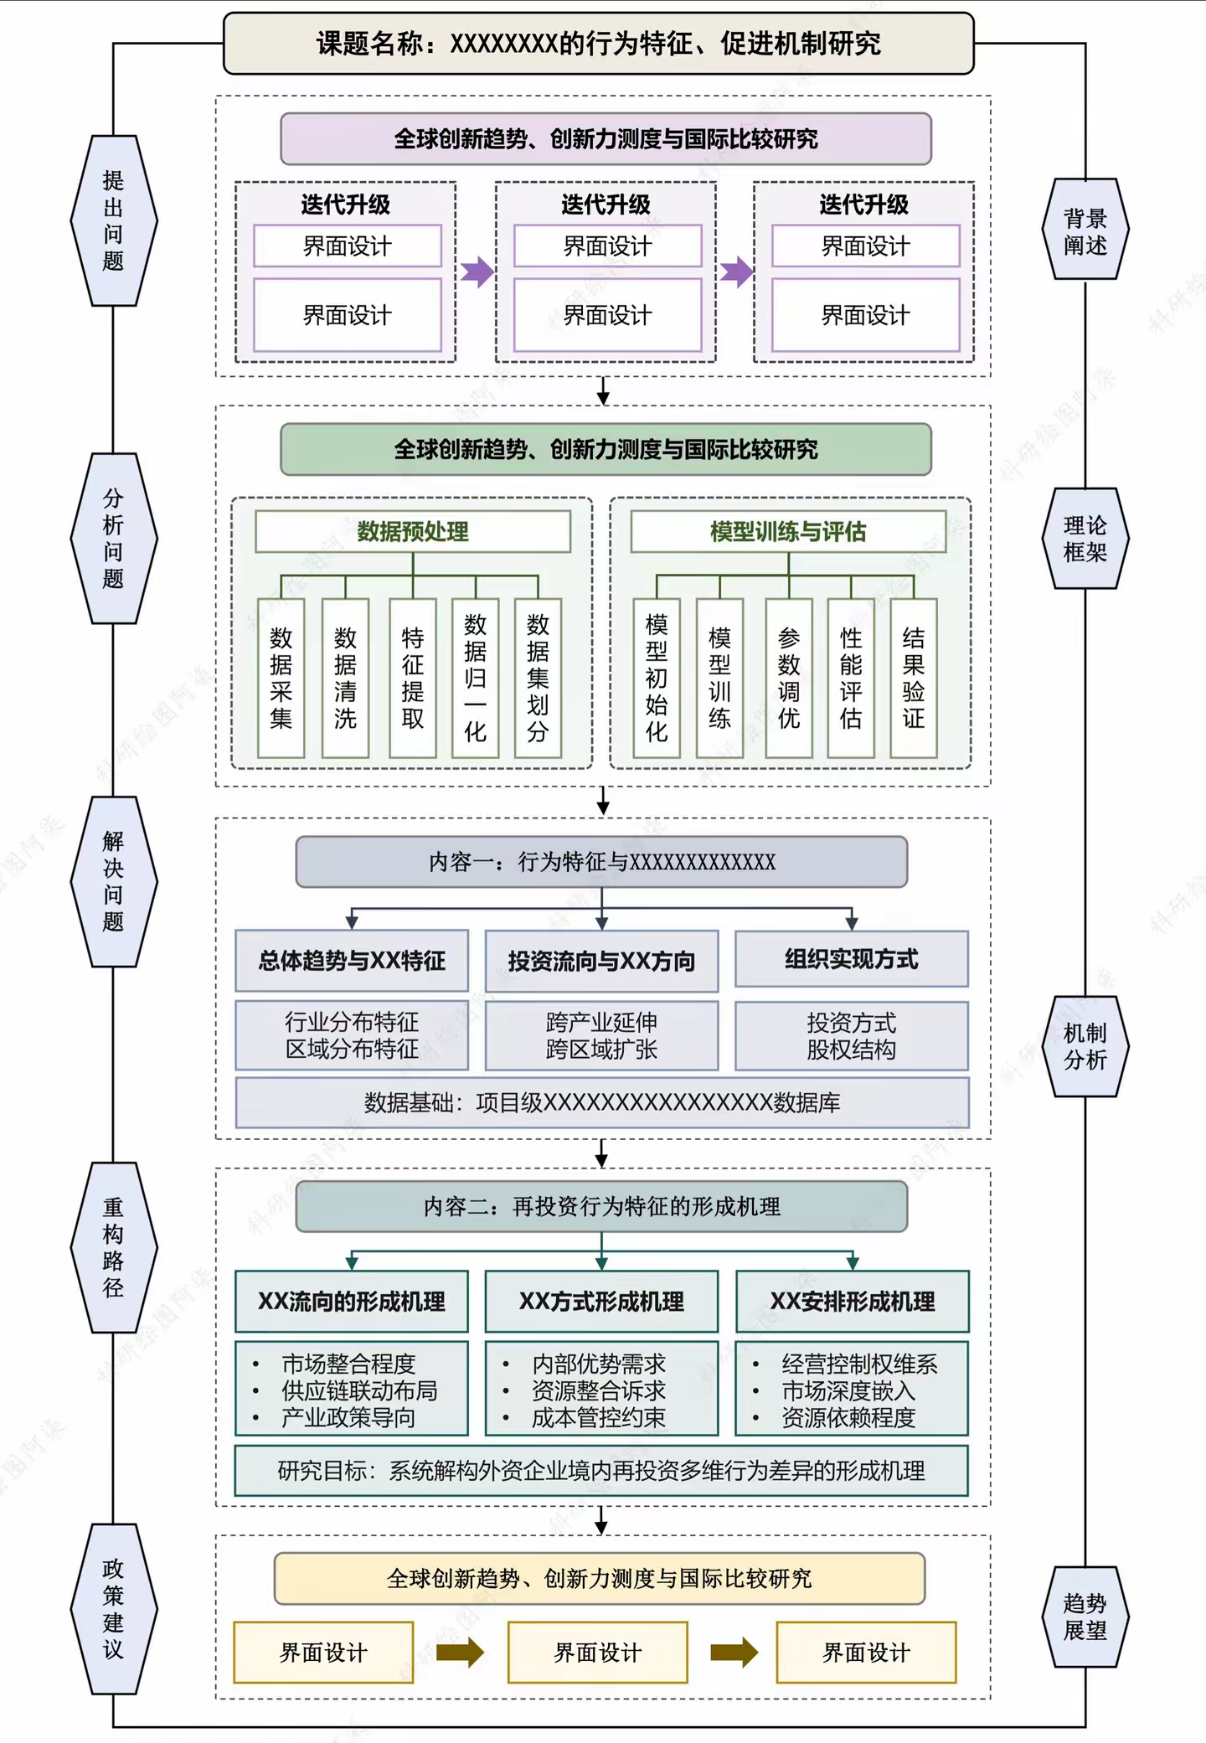 课题名称：XXXXXXXX的行为特征、促进机制研究
提出问题
分析问题
解决问题
重构路径
政策建议
全球创新趋势、创新力测度与国际比较研究
迭代升级
界面设计
界面设计
迭代升级
界面设计
界面设计
迭代升级
界面设计
界面设计
全球创新趋势、创新力测度与国际比较研究
数据预处理
数据采集
数据清洗
特征提取
数据归一化
数据集划分
模型训练与评估
模型初始化
模型训练
参数调优
性能评估
结果验证
内容一：行为特征与XXXXXXXXXXXXX
总体趋势与XX特征
行业分布特征
区域分布特征
投资流向与XX方向
跨产业延伸
跨区域扩张
组织实现方式
投资方式
股权结构
数据基础：项目级XXXXXXXXXXXXXXXX数据库
内容二：再投资行为特征的形成机理
XX流向的形成机理
• 市场整合程度
• 供应链联动布局
• 产业政策导向
XX方式形成机理
• 内部优势需求
• 资源整合诉求
• 成本管控约束
XX安排形成机理
• 经营控制权维系
• 市场深度嵌入
• 资源依赖程度
研究目标：系统解构外资企业境内再投资多维行为差异的形成机理
全球创新趋势、创新力测度与国际比较研究
界面设计
界面设计
界面设计
背景
阐述
理论
框架
机制
分析
趋势
展望
科研绘图阿柒